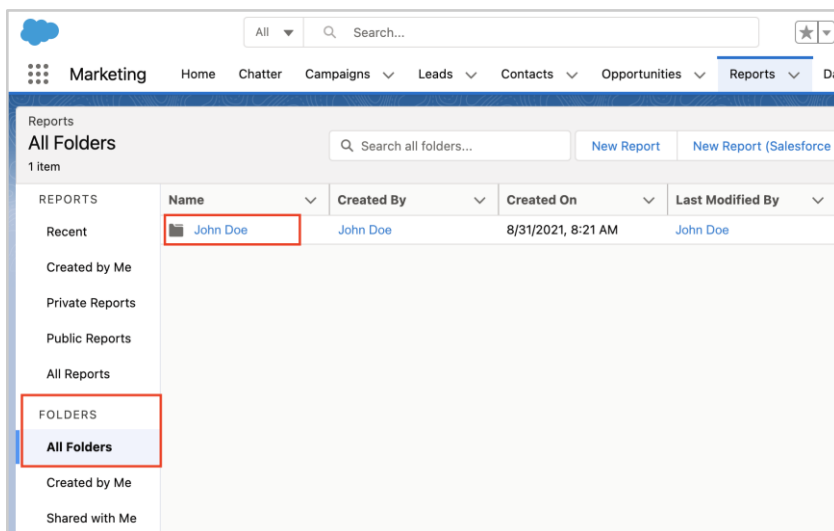 All Search...
Marketing Home Chatter Campaigns Leads Contacts Opportunities Reports
Reports
All Folders
1 item
Search all folders... New Report New Report (Salesforce
REPORTS
Recent
Created by Me
Private Reports
Public Reports
All Reports
FOLDERS
All Folders
Created by Me
Shared with Me
Name Created By Created On Last Modified By
John Doe John Doe 8/31/2021, 8:21 AM John Doe